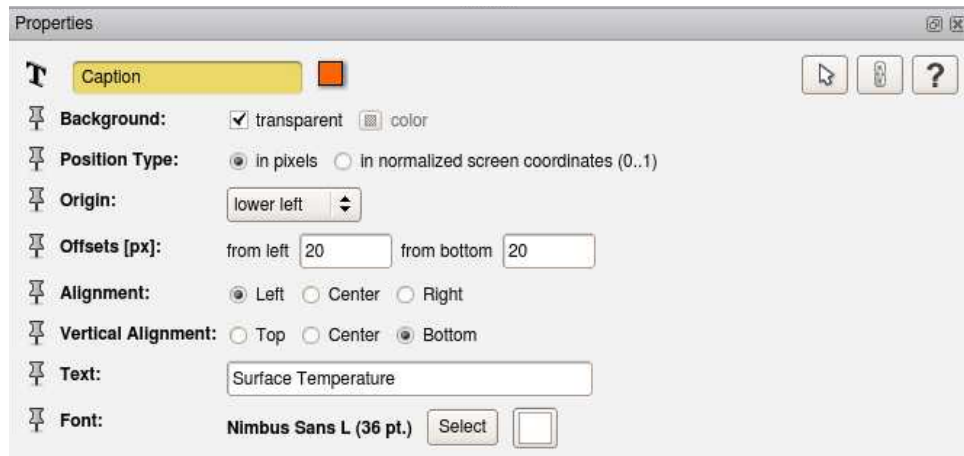 Properties
T Caption ?
Background: transparent color
Position Type: in pixels in normalized screen coordinates (0..1)
Origin: lower left
Offsets [px]: from left 20 from bottom 20
Alignment: Left Center Right
Vertical Alignment: Top Center Bottom
Text: Surface Temperature
Font: Nimbus Sans L (36 pt.) Select